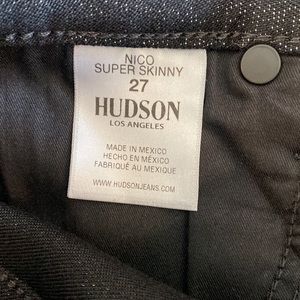 NICO
SUPER SKINNY
27
HUDSON
LOS ANGELES
MADE IN MEXICO
HECHO EN MÉXICO
FABRIQUÉ AU MEXIQUE
WWW.HUDSONJEANS.COM